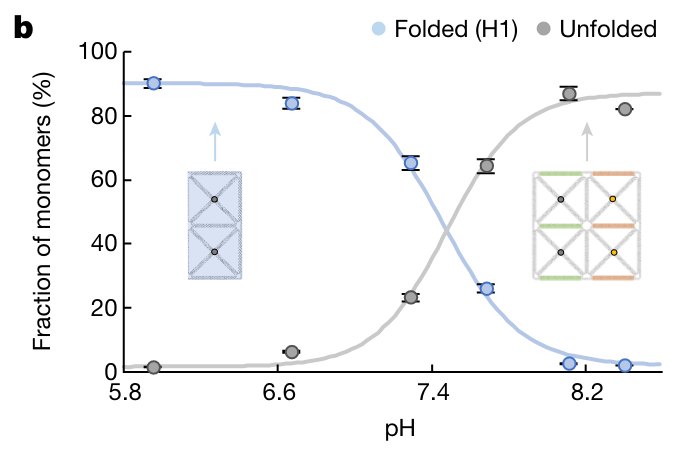 b
Folded (H1) Unfolded
Fraction of monomers (%)
100
80
60
40
20
0
5.8 6.6 7.4 8.2
pH